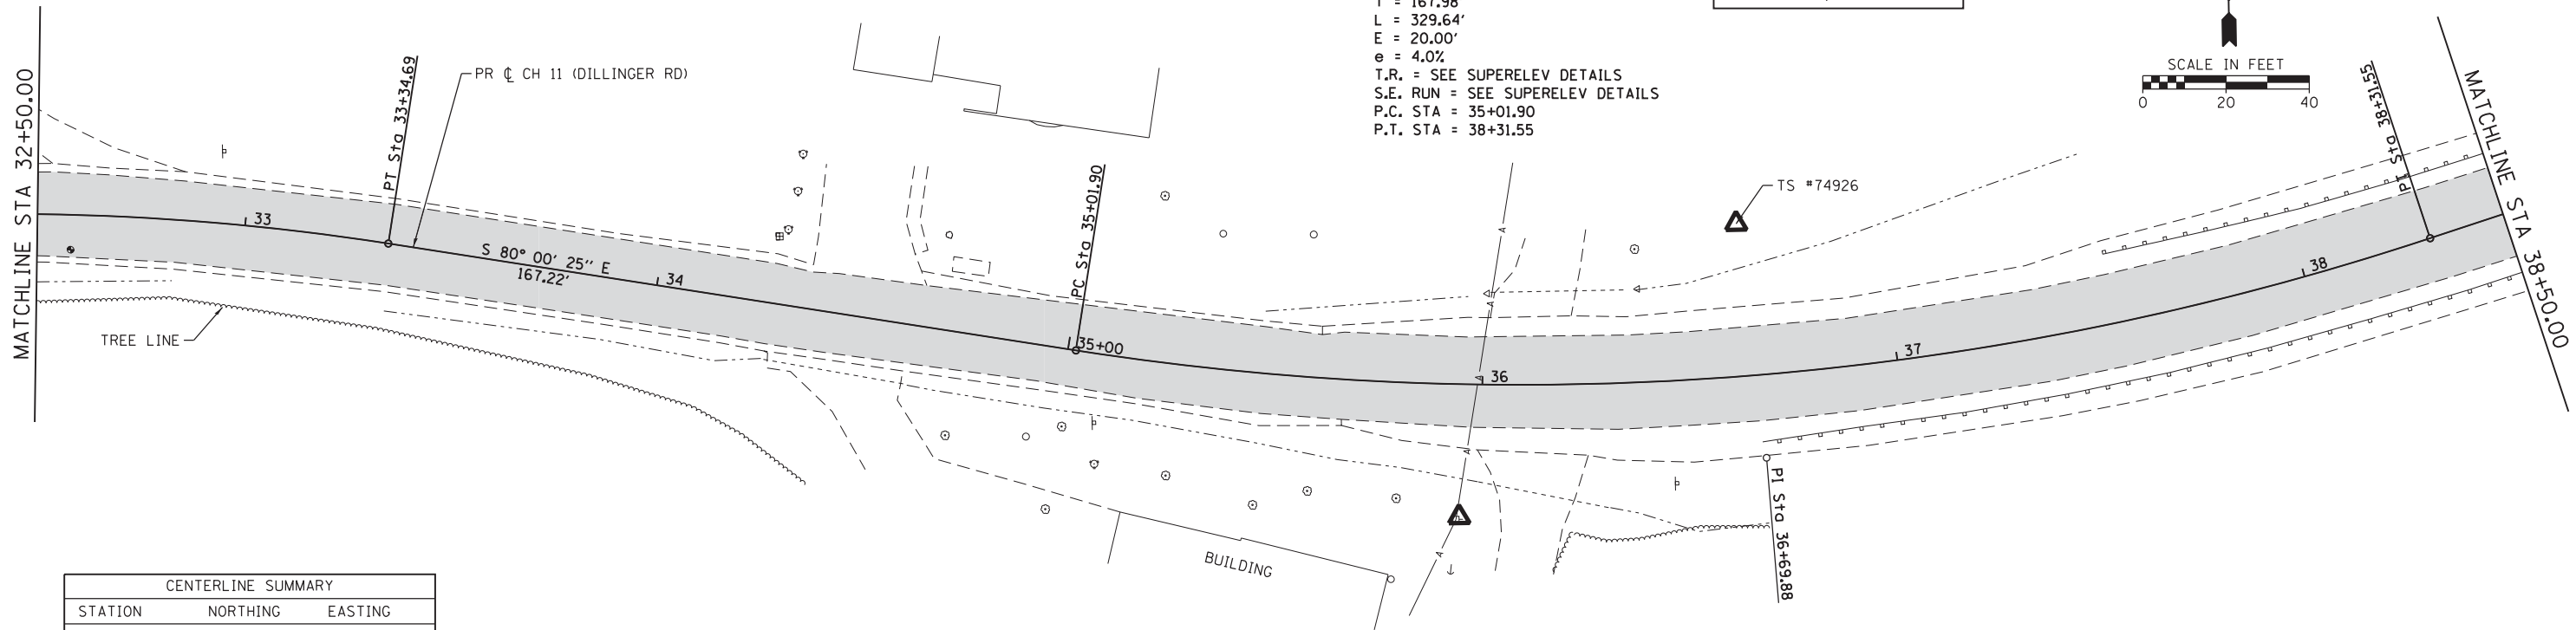 T = 167.98'
L = 329.64'
E = 20.00'
e = 4.0%
T.R. = SEE SUPERELEV DETAILS
S.E. RUN = SEE SUPERELEV DETAILS
P.C. STA = 35+01.90
P.T. STA = 38+31.55
SCALE IN FEET
0 20 40
MATCHLINE STA 32+50.00
PT Sta 33+34.69
PR ℄ CH 11 (DILLINGER RD)
PC Sta 35+01.90
TS #74926
PT Sta 38+31.55
MATCHLINE STA 38+50.00
33
S 80° 00' 25'' E
167.22'
34
35+00
36
37
38
A
A
A
A
TREE LINE
PI Sta 36+69.88
BUILDING
CENTERLINE SUMMARY
STATION NORTHING EASTING